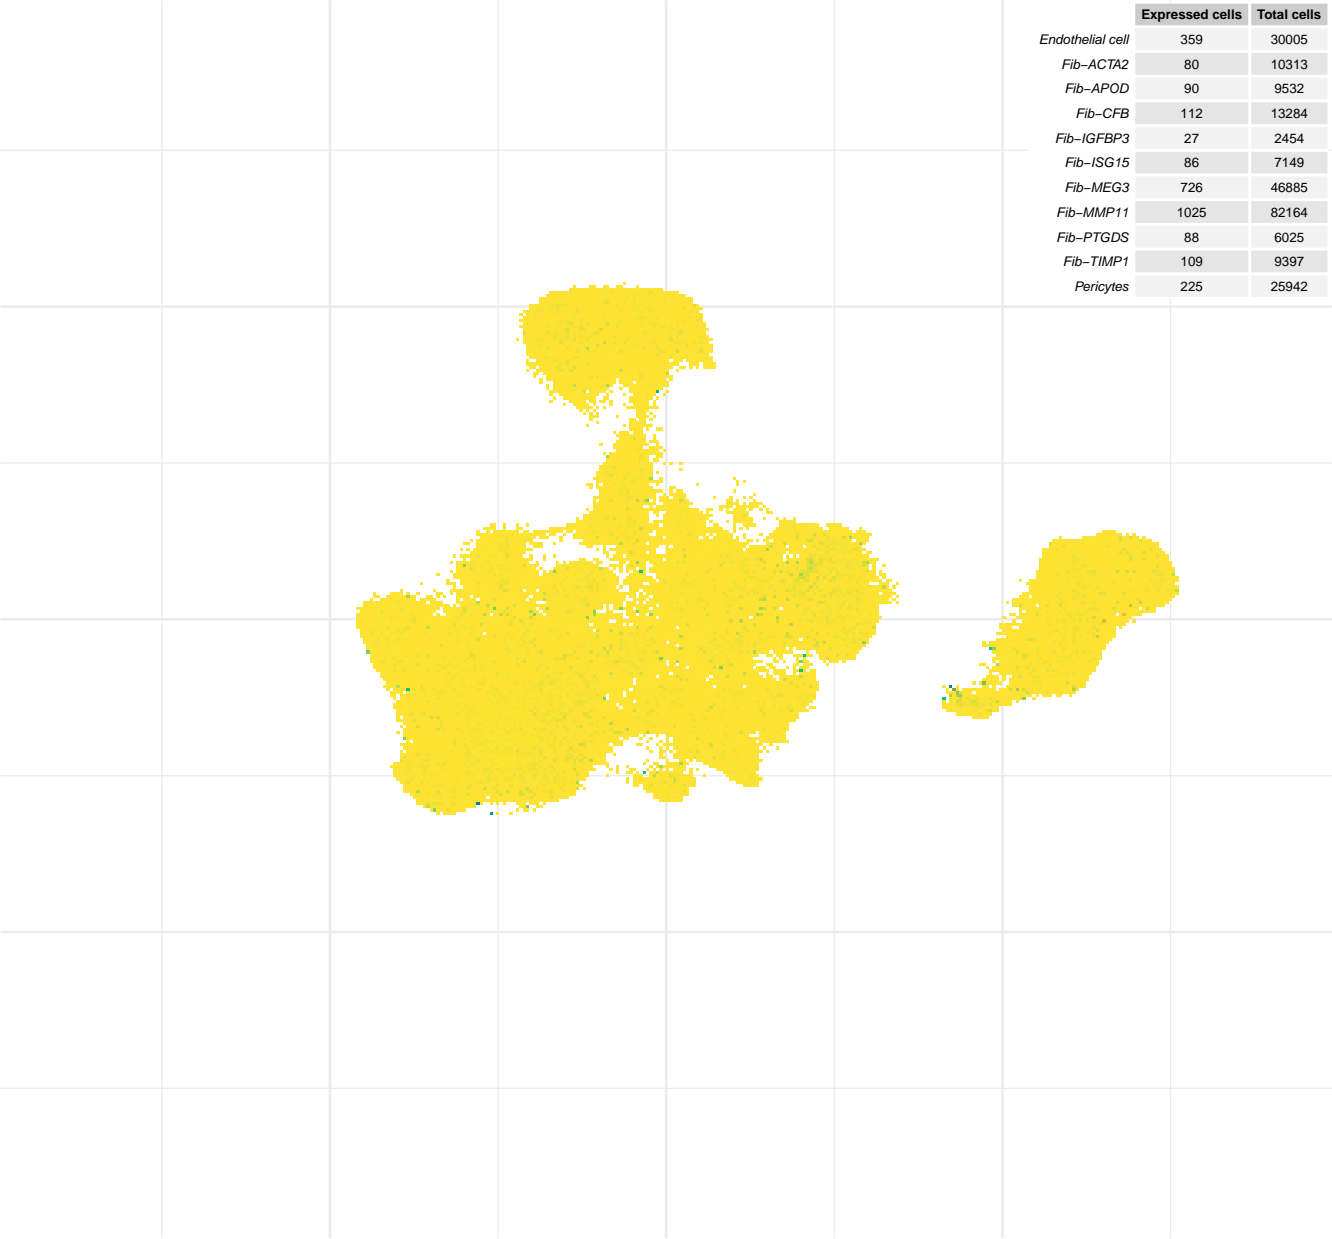 Expressed cells Total cells
Endothelial cell 359 30005
Fib−ACTA2 80 10313
Fib−APOD 90 9532
Fib−CFB 112 13284
Fib−IGFBP3 27 2454
Fib−ISG15 86 7149
Fib−MEG3 726 46885
Fib−MMP11 1025 82164
Fib−PTGDS 88 6025
Fib−TIMP1 109 9397
Pericytes 225 25942